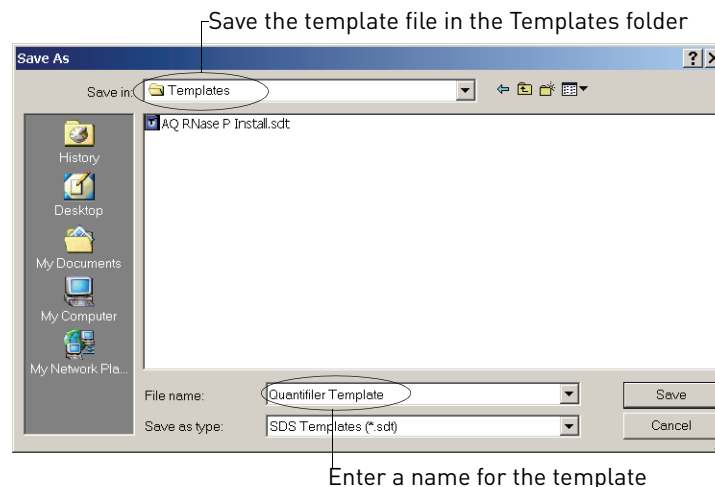 Save the template file in the Templates folder
Save As
Save in: Templates
AQ RNase P Install.sdt
History
Desktop
My Documents
My Computer
My Network Pla...
File name: Quantifiler Template Save
Save as type: SDS Templates (*.sdt) Cancel
Enter a name for the template